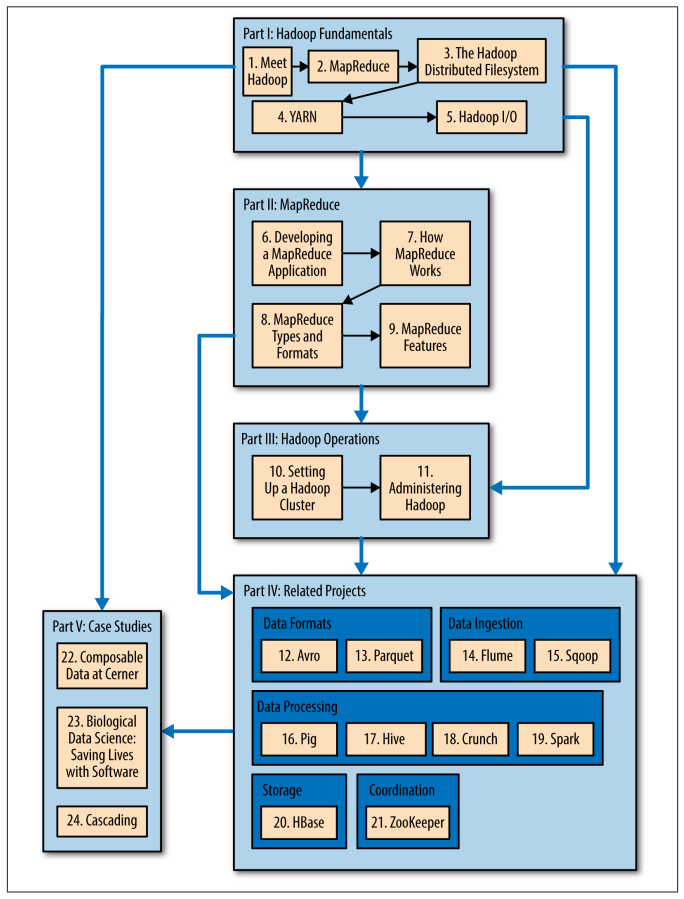 Part I: Hadoop Fundamentals
1. Meet
Hadoop
2. MapReduce
3. The Hadoop
Distributed Filesystem
4. YARN
5. Hadoop I/O
Part II: MapReduce
6. Developing
a MapReduce
Application
7. How
MapReduce
Works
8. MapReduce
Types and
Formats
9. MapReduce
Features
Part III: Hadoop Operations
10. Setting
Up a Hadoop
Cluster
11.
Administering
Hadoop
Part IV: Related Projects
Data Formats
12. Avro
13. Parquet
Data Ingestion
14. Flume
15. Sqoop
Data Processing
16. Pig
17. Hive
18. Crunch
19. Spark
Storage
20. HBase
Coordination
21. ZooKeeper
Part V: Case Studies
22. Composable
Data at Cerner
23. Biological
Data Science:
Saving Lives
with Software
24. Cascading